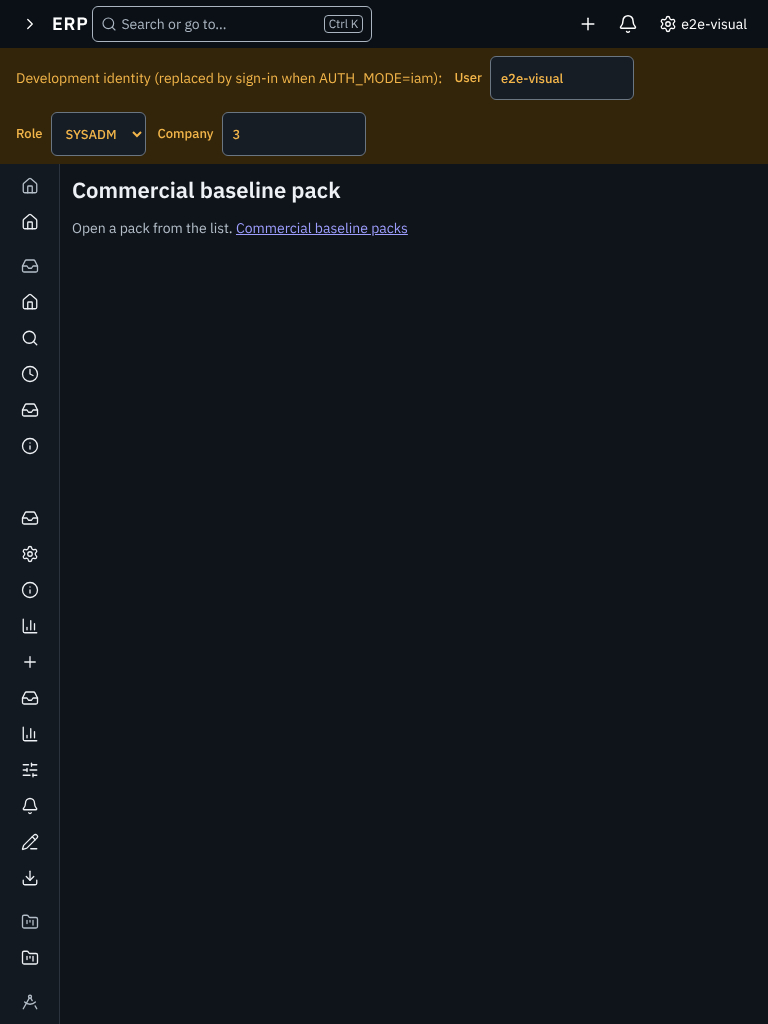 ERP Search or go to... Ctrl K e2e-visual
Development identity (replaced by sign-in when AUTH_MODE=iam): User e2e-visual
Role SYSADM Company 3
Commercial baseline pack
Open a pack from the list. Commercial baseline packs